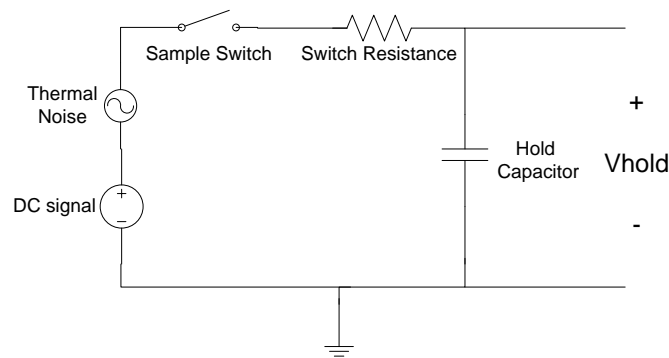 Sample Switch
Switch Resistance
Thermal
Noise
+
Hold
Capacitor
Vhold
DC signal
+
−
-